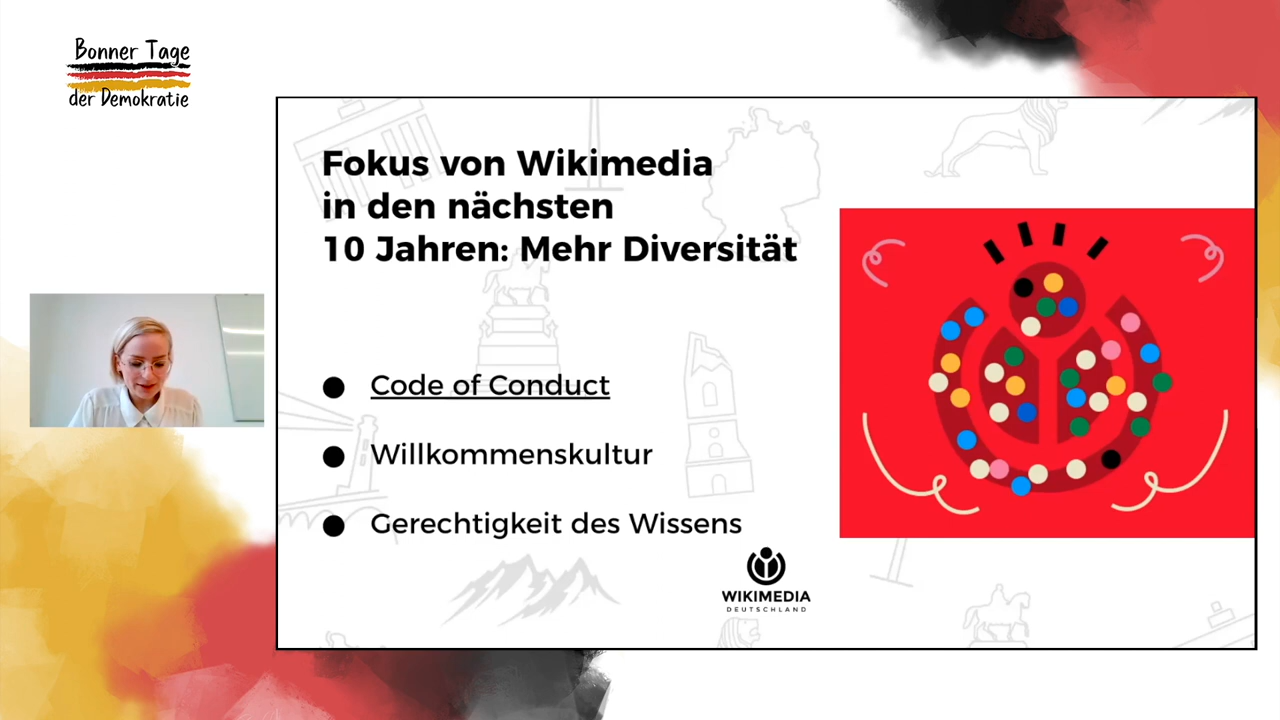 Bonner Tage
der Demokratie
Fokus von Wikimedia
in den nächsten
10 Jahren: Mehr Diversität
Code of Conduct
Willkommenskultur
Gerechtigkeit des Wissens
WIKIMEDIA
DEUTSCHLAND